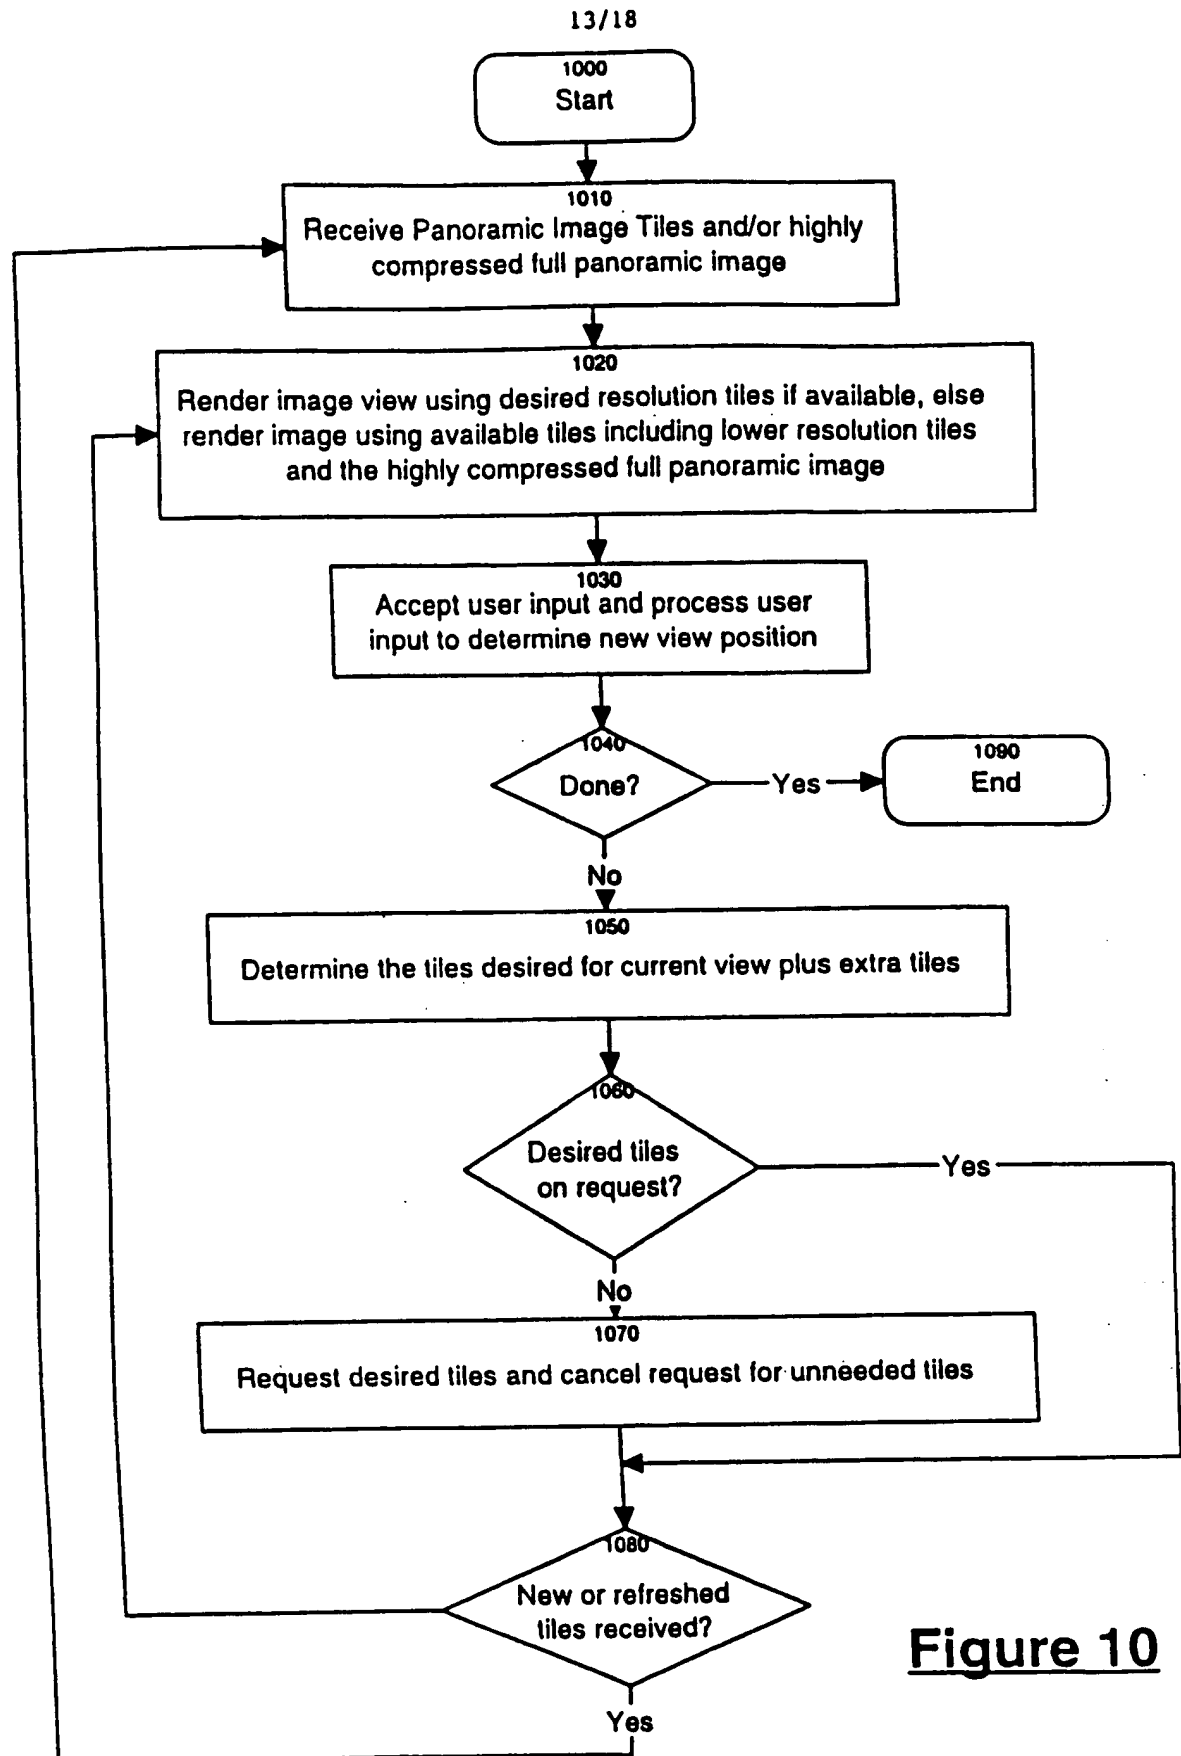 13/18
1000
Start
1010
Receive Panoramic Image Tiles and/or highly
compressed full panoramic image
1020
Render image view using desired resolution tiles if available, else
render image using available tiles including lower resolution tiles
and the highly compressed full panoramic image
1030
Accept user input and process user
input to determine new view position
1040
Done?
Yes
1090
End
No
1050
Determine the tiles desired for current view plus extra tiles
1060
Desired tiles
on request?
Yes
No
1070
Request desired tiles and cancel request for unneeded tiles
1080
New or refreshed
tiles received?
Figure 10
Yes